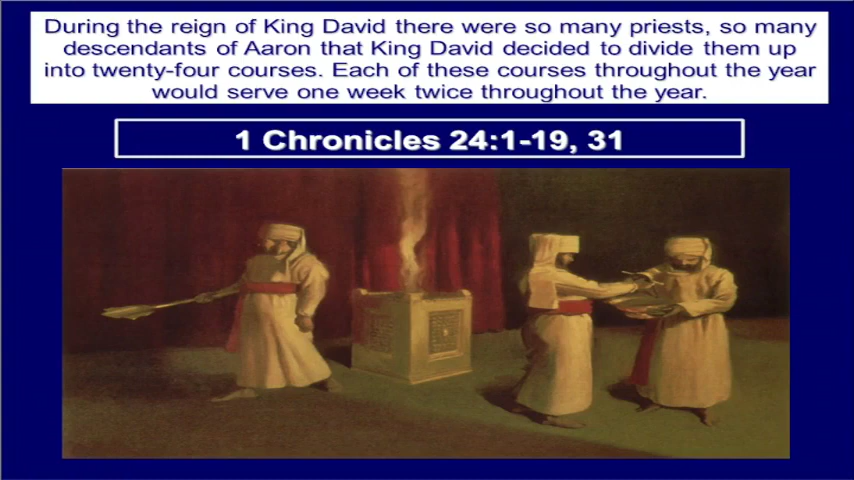 During the reign of King David there were so many priests, so many
descendants of Aaron that King David decided to divide them up
into twenty-four courses. Each of these courses throughout the year
would serve one week twice throughout the year.
1 Chronicles 24:1-19, 31